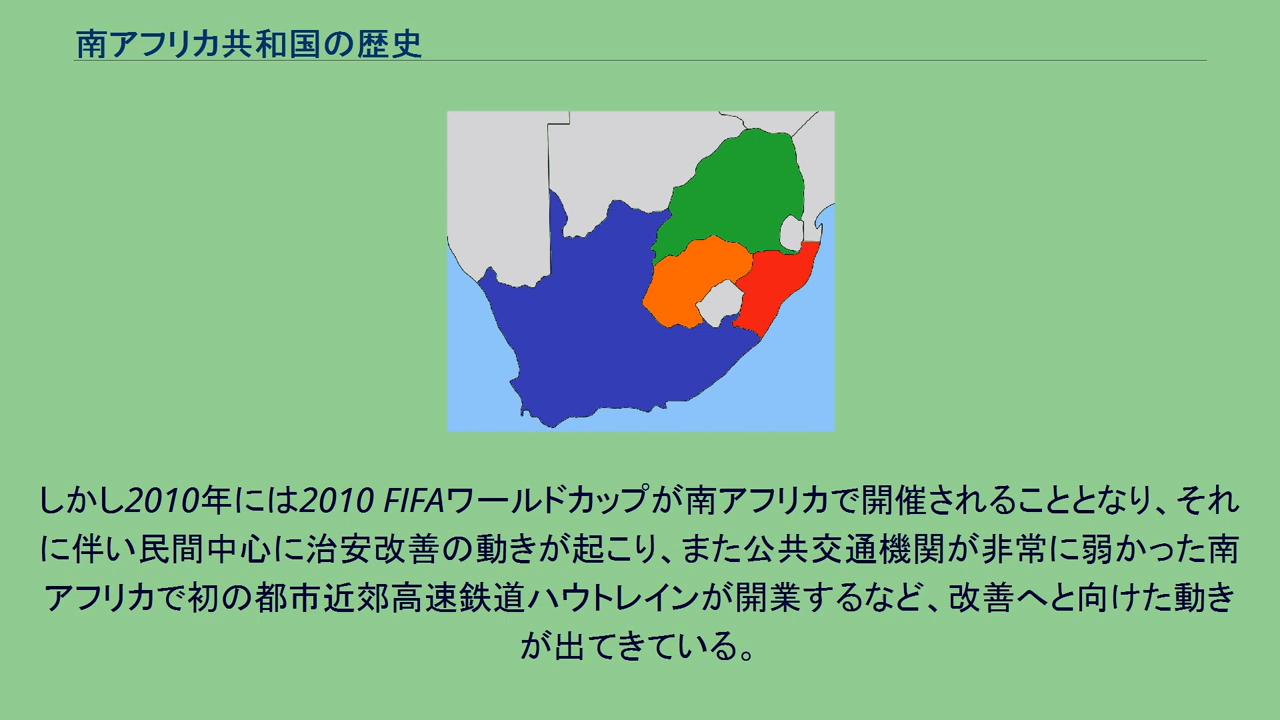 南アフリカ共和国の歴史
しかし2010年には2010 FIFAワールドカップが南アフリカで開催されることとなり、それ
に伴い民間中心に治安改善の動きが起こり、また公共交通機関が非常に弱かった南
アフリカで初の都市近郊高速鉄道ハウトレインが開業するなど、改善へと向けた動き
が出てきている。